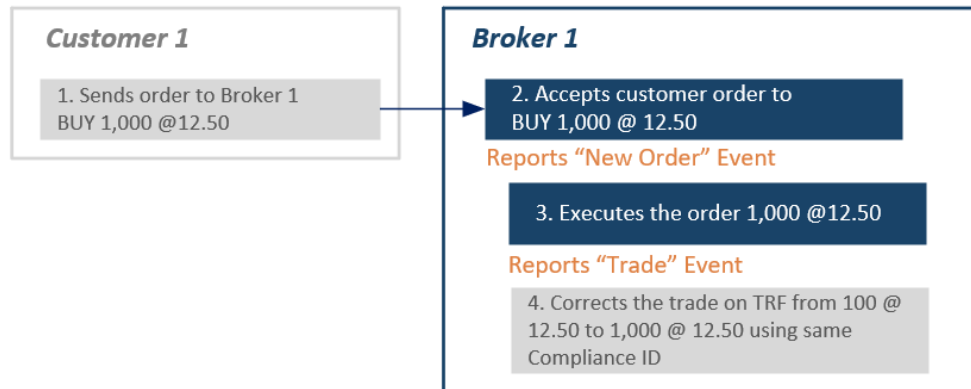 Customer 1
1. Sends order to Broker 1
BUY 1,000 @12.50
Broker 1
2. Accepts customer order to
BUY 1,000 @ 12.50
Reports “New Order” Event
3. Executes the order 1,000 @12.50
Reports “Trade” Event
4. Corrects the trade on TRF from 100 @
12.50 to 1,000 @ 12.50 using same
Compliance ID